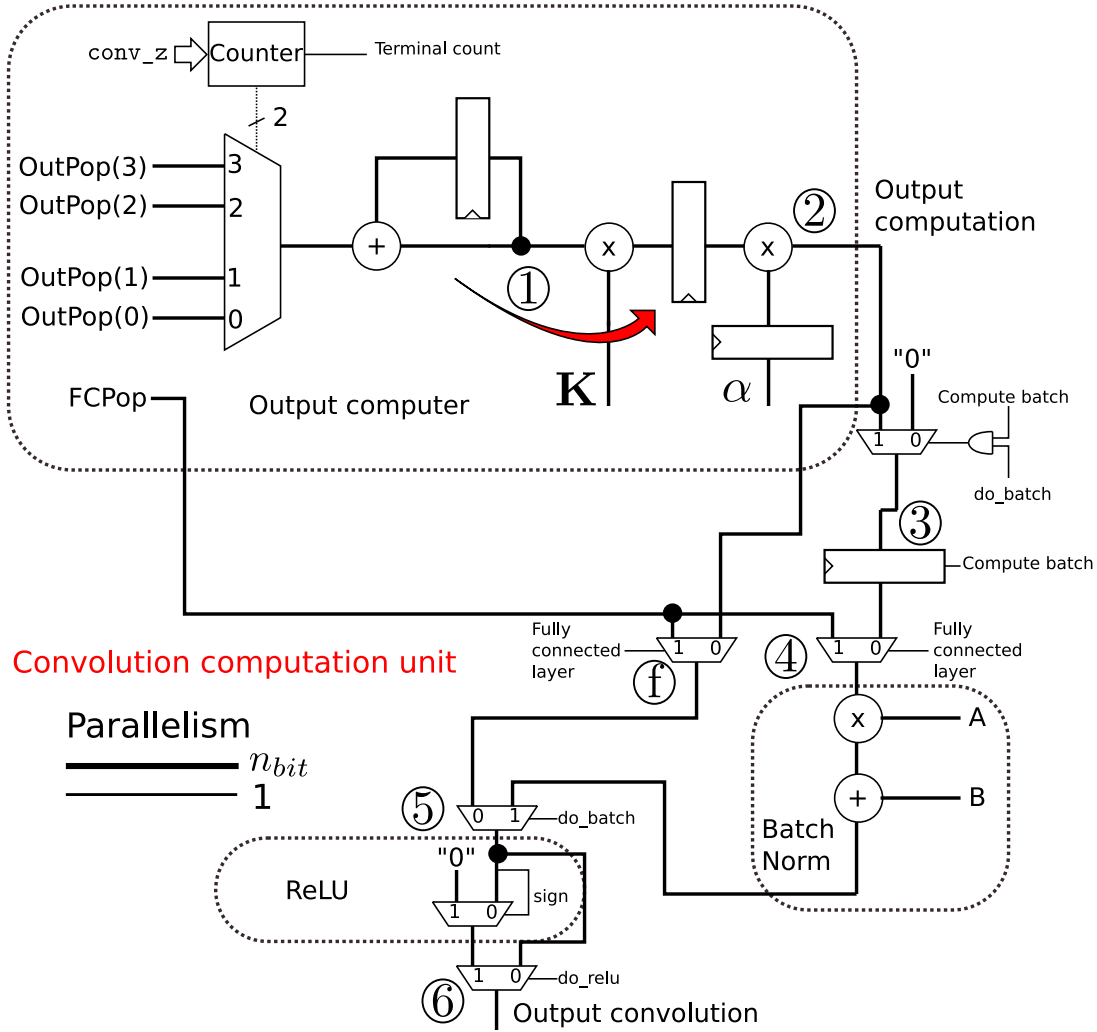 conv_z
Counter
Terminal count
2
OutPop(3)
3
OutPop(2)
2
OutPop(1)
1
OutPop(0)
0
+
x
x
①
②
Output
computation
FCPop
Output computer
K
α
"0"
Compute batch
1 0
do_batch
③
Compute batch
Fully
connected
layer
1 0
ⓕ
④
1 0
Fully
connected
layer
Convolution computation unit
Parallelism
n_bit
1
x
A
+
B
Batch
Norm
⑤
0 1
do_batch
"0"
ReLU
sign
1 0
1 0
do_relu
⑥
Output convolution